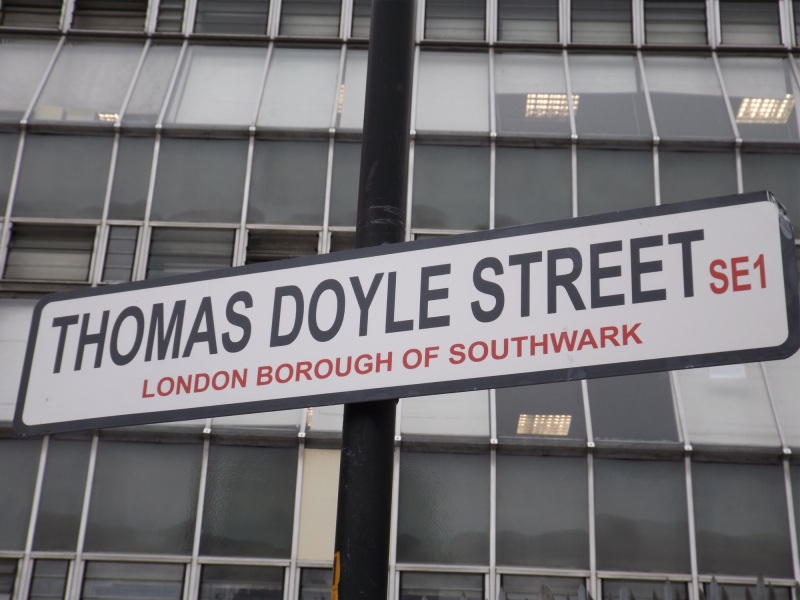 THOMAS DOYLE STREET SE1
LONDON BOROUGH OF SOUTHWARK